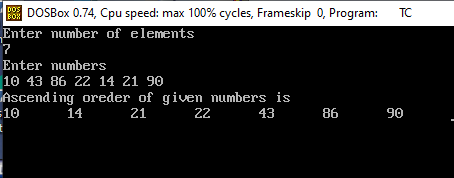 DOSBox 0.74, Cpu speed: max 100% cycles, Frameskip 0, Program: TC
Enter number of elements
7
Enter numbers
10 43 86 22 14 21 90
Ascending oreder of given numbers is
10 14 21 22 43 86 90